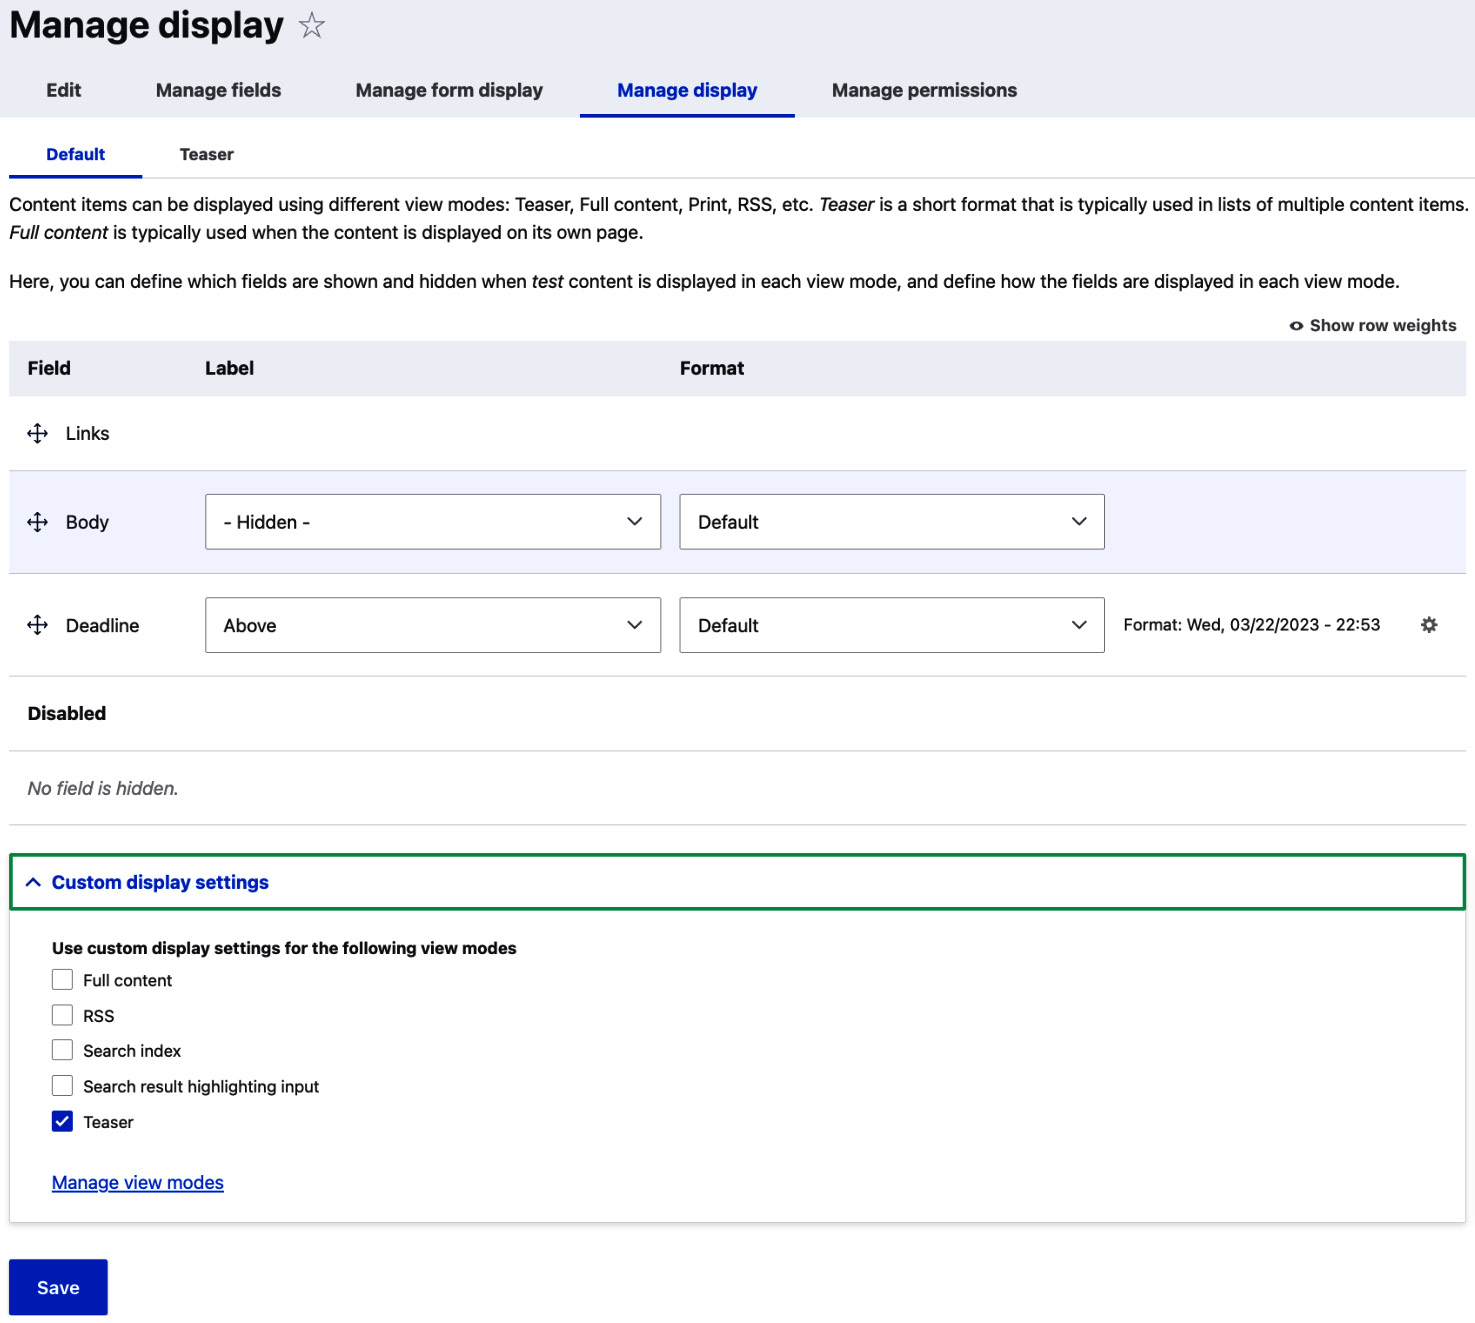 Manage display
Edit Manage fields Manage form display Manage display Manage permissions
Default Teaser
Content items can be displayed using different view modes: Teaser, Full content, Print, RSS, etc. Teaser is a short format that is typically used in lists of multiple content items.
Full content is typically used when the content is displayed on its own page.
Here, you can define which fields are shown and hidden when test content is displayed in each view mode, and define how the fields are displayed in each view mode.
Show row weights
Field Label Format
Links
Body - Hidden - Default
Deadline Above Default Format: Wed, 03/22/2023 - 22:53
Disabled
No field is hidden.
Custom display settings
Use custom display settings for the following view modes
Full content
RSS
Search index
Search result highlighting input
Teaser
Manage view modes
Save